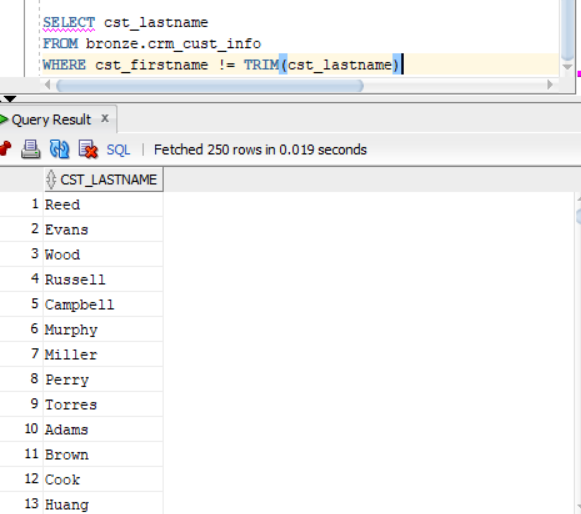 SELECT cst_lastname
FROM bronze.crm_cust_info
WHERE cst_firstname != TRIM(cst_lastname)
Query Result x
SQL | Fetched 250 rows in 0.019 seconds
CST_LASTNAME
1 Reed
2 Evans
3 Wood
4 Russell
5 Campbell
6 Murphy
7 Miller
8 Perry
9 Torres
10 Adams
11 Brown
12 Cook
13 Huang